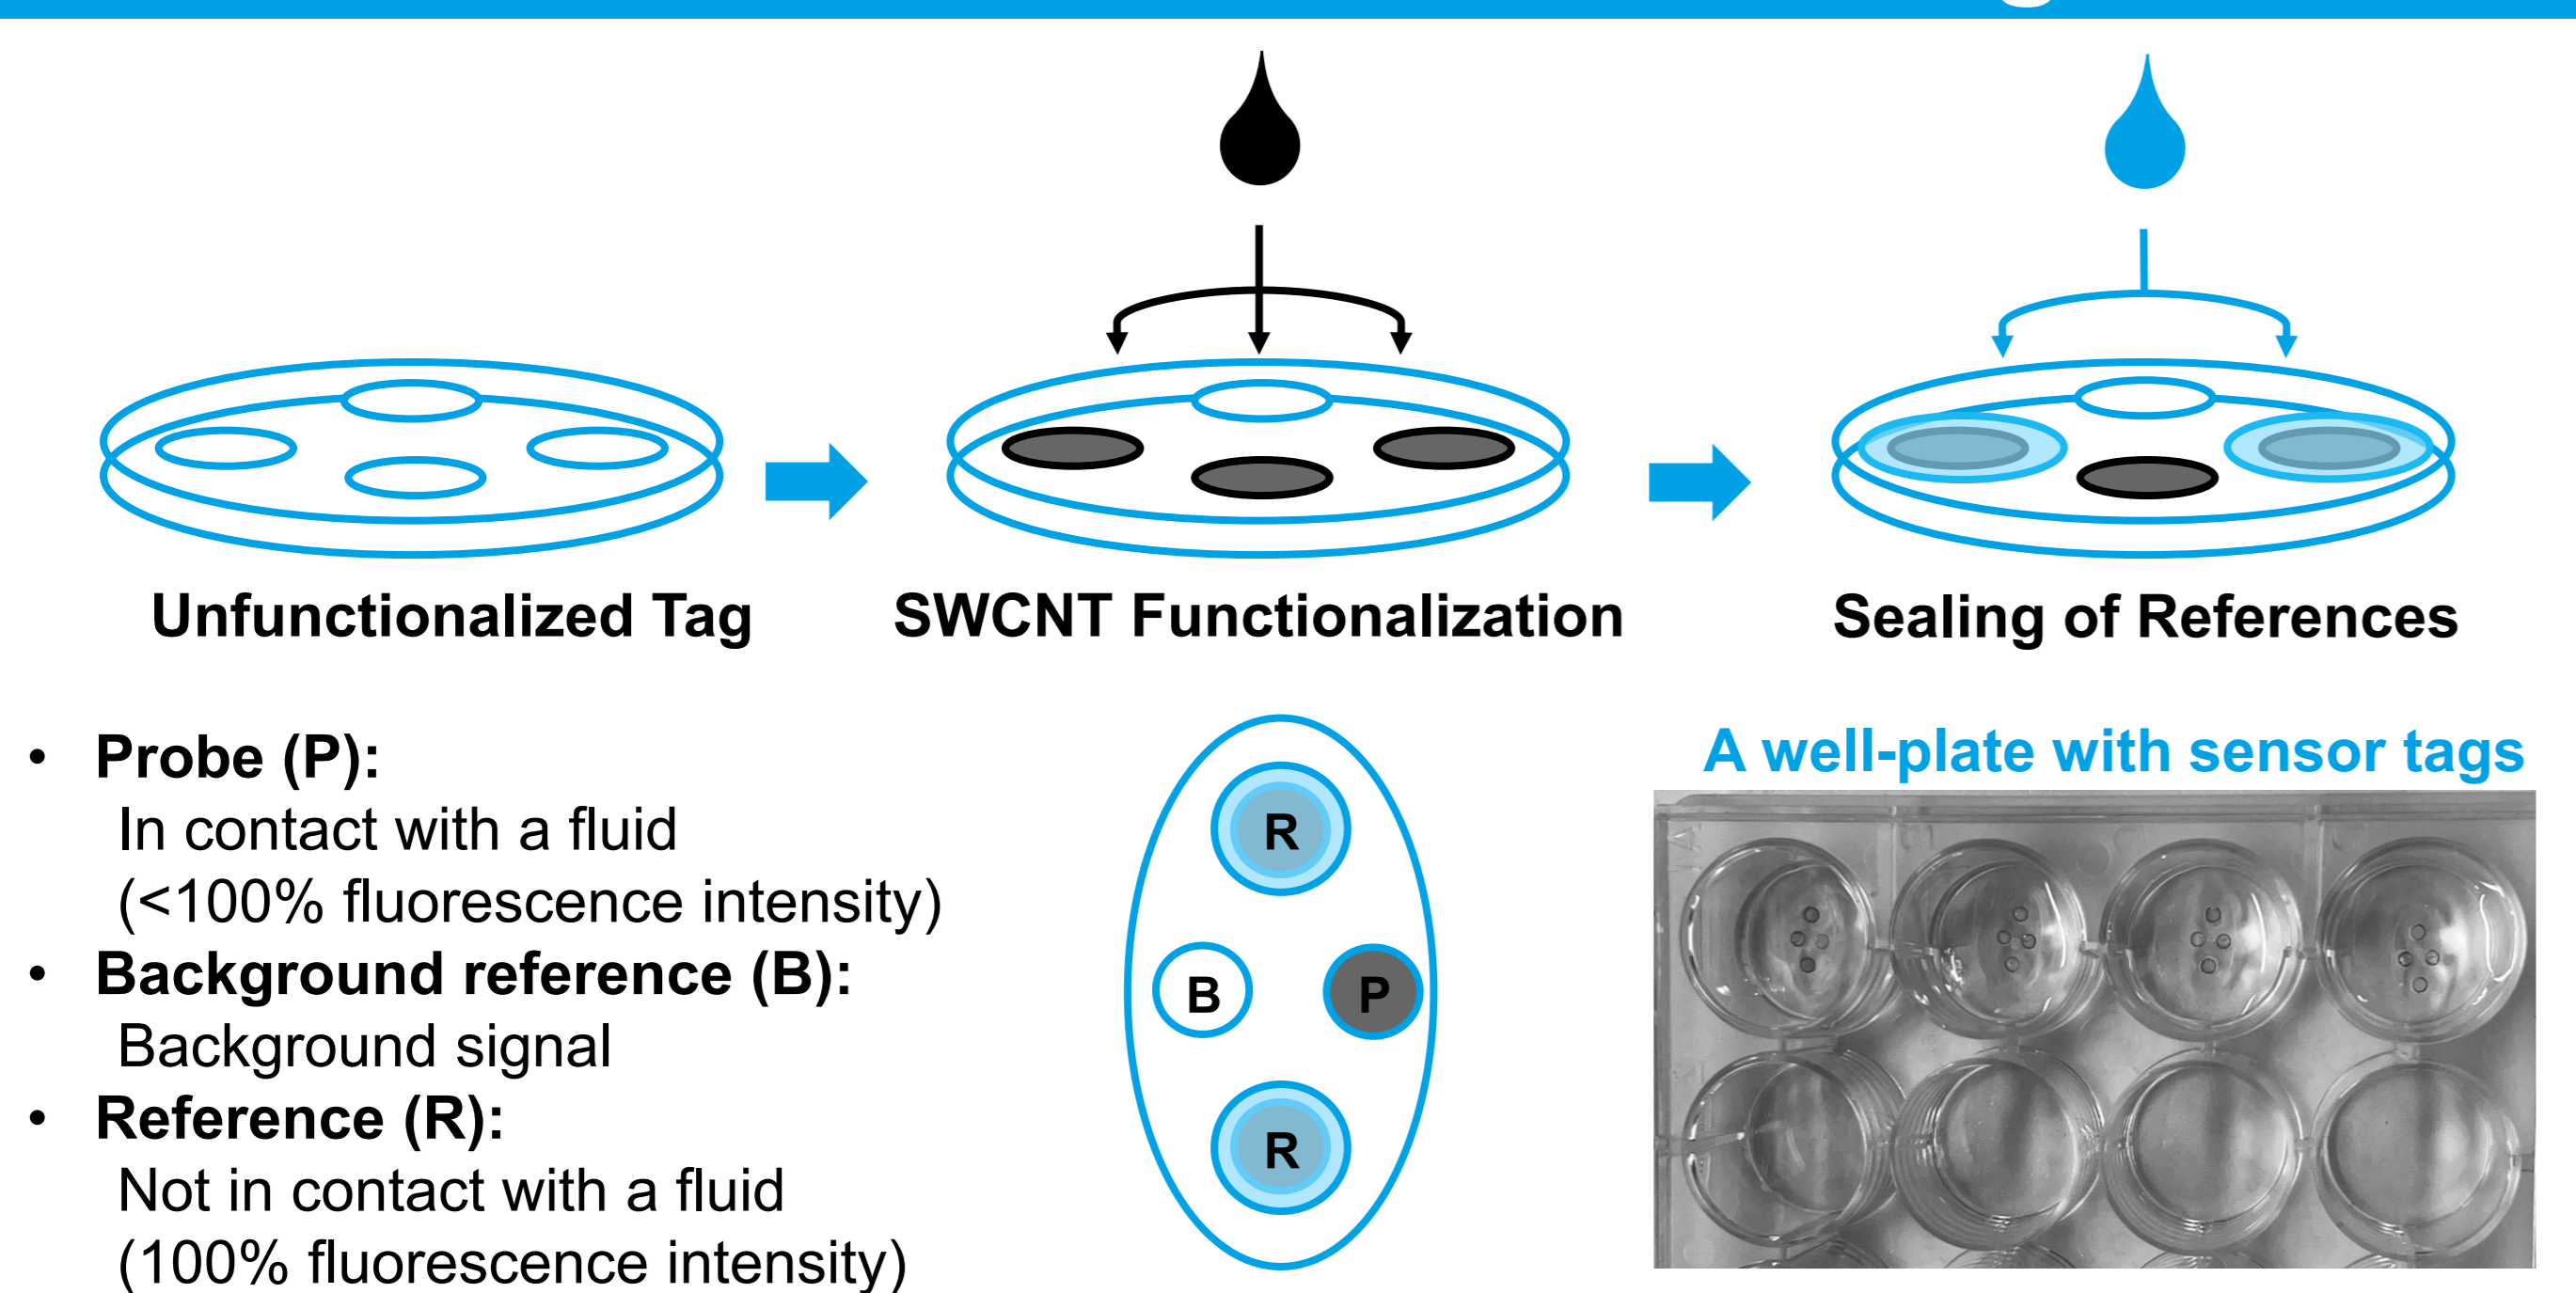 Unfunctionalized Tag
SWCNT Functionalization
Sealing of References
• Probe (P):
In contact with a fluid
(<100% fluorescence intensity)
• Background reference (B):
Background signal
• Reference (R):
Not in contact with a fluid
(100% fluorescence intensity)
R
B
P
R
A well-plate with sensor tags